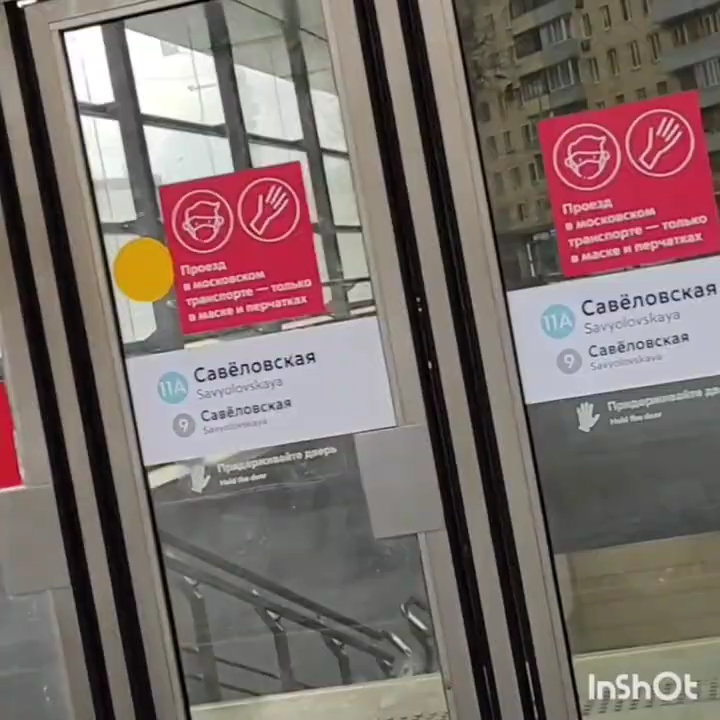 Проезд
в московском
транспорте — только
в маске и перчатках
11А Савёловская
Savyolovskaya
9 Савёловская
Savyolovskaya
Придерживайте дверь
Hold the door
Проезд
в московском
транспорте — только
в маске и перчатках
11А Савёловская
Savyolovskaya
9 Савёловская
Savyolovskaya
Придерживайте
Hold the door
InShOt